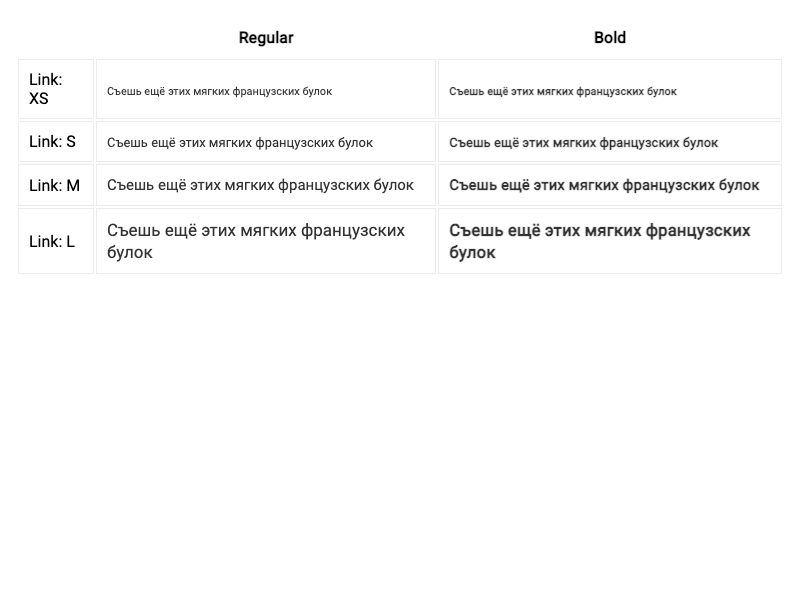 Regular Bold
Link: XS Съешь ещё этих мягких французских булок Съешь ещё этих мягких французских булок
Link: S Съешь ещё этих мягких французских булок Съешь ещё этих мягких французских булок
Link: M Съешь ещё этих мягких французских булок Съешь ещё этих мягких французских булок
Link: L Съешь ещё этих мягких французских булок Съешь ещё этих мягких французских булок